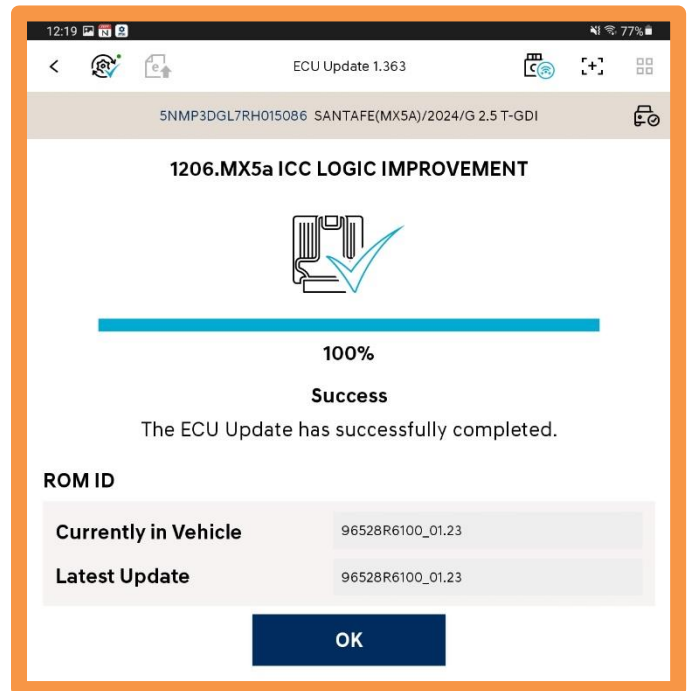 12:19 77%
ECU Update 1.363
5NMP3DGL7RH015086 SANTAFE(MX5A)/2024/G 2.5 T-GDI
1206.MX5a ICC LOGIC IMPROVEMENT
100%
Success
The ECU Update has successfully completed.
ROM ID
Currently in Vehicle 96528R6100_01.23
Latest Update 96528R6100_01.23
OK